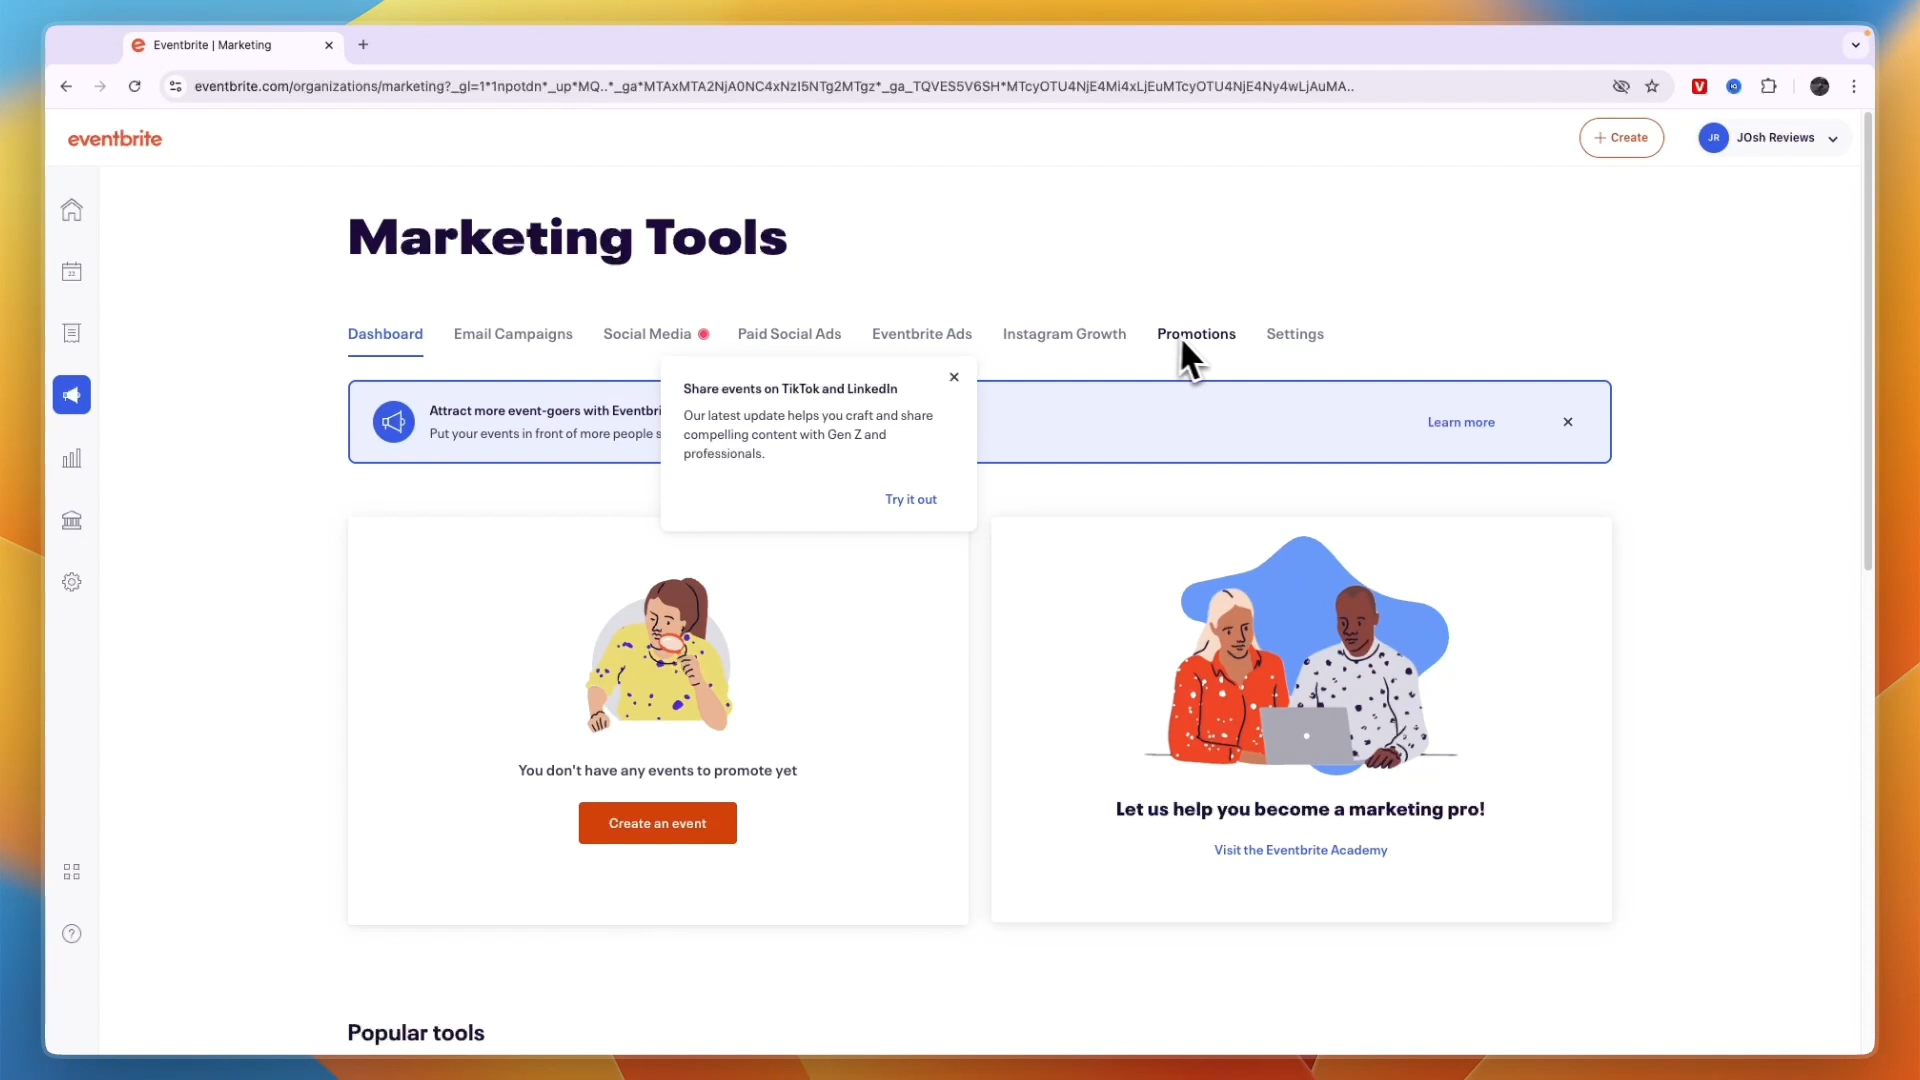 Eventbrite | Marketing
eventbrite.com/organizations/marketing?_gl=1*1npotdn*_up*MQ..*_ga*MTAxMTA2NjA0NC4xNzI5NTg2MTgz*_ga_TQVES5V6SH*MTcyOTU4NjE4Mi4xLjEuMTcyOTU4NjE4Ny4wLjAuMA..
eventbrite
+ Create
JR
JOsh Reviews
Marketing Tools
Dashboard
Email Campaigns
Social Media
Paid Social Ads
Eventbrite Ads
Instagram Growth
Promotions
Settings
Attract more event-goers with Eventbri
Put your events in front of more people s
Learn more
Share events on TikTok and LinkedIn
Our latest update helps you craft and share
compelling content with Gen Z and
professionals.
Try it out
You don't have any events to promote yet
Create an event
Let us help you become a marketing pro!
Visit the Eventbrite Academy
Popular tools